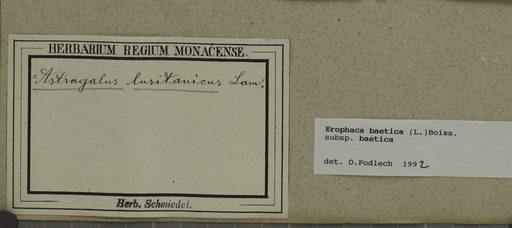 HERBARIUM REGIUM MONACENSE.
=Astragalus lusitanicus Lam.
Herb. Schmiedel.
Erophaca baetica (L.)Boiss.
subsp. baetica
det. D.Podlech 1992